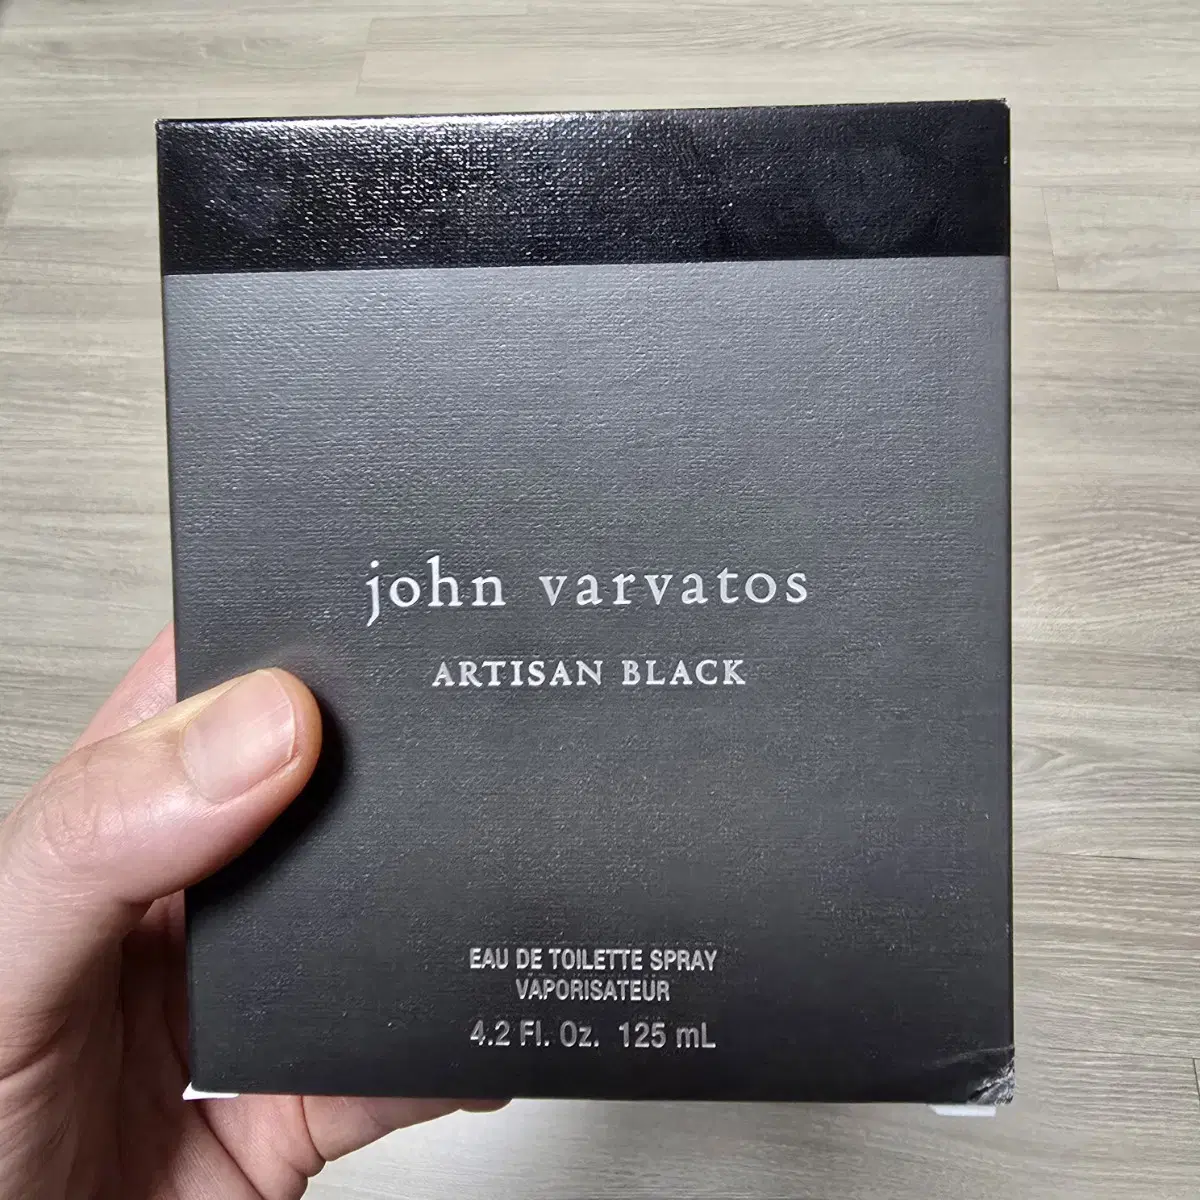 john varvatos
ARTISAN BLACK
EAU DE TOILETTE SPRAY
VAPORISATEUR
4.2 Fl. Oz. 125 mL